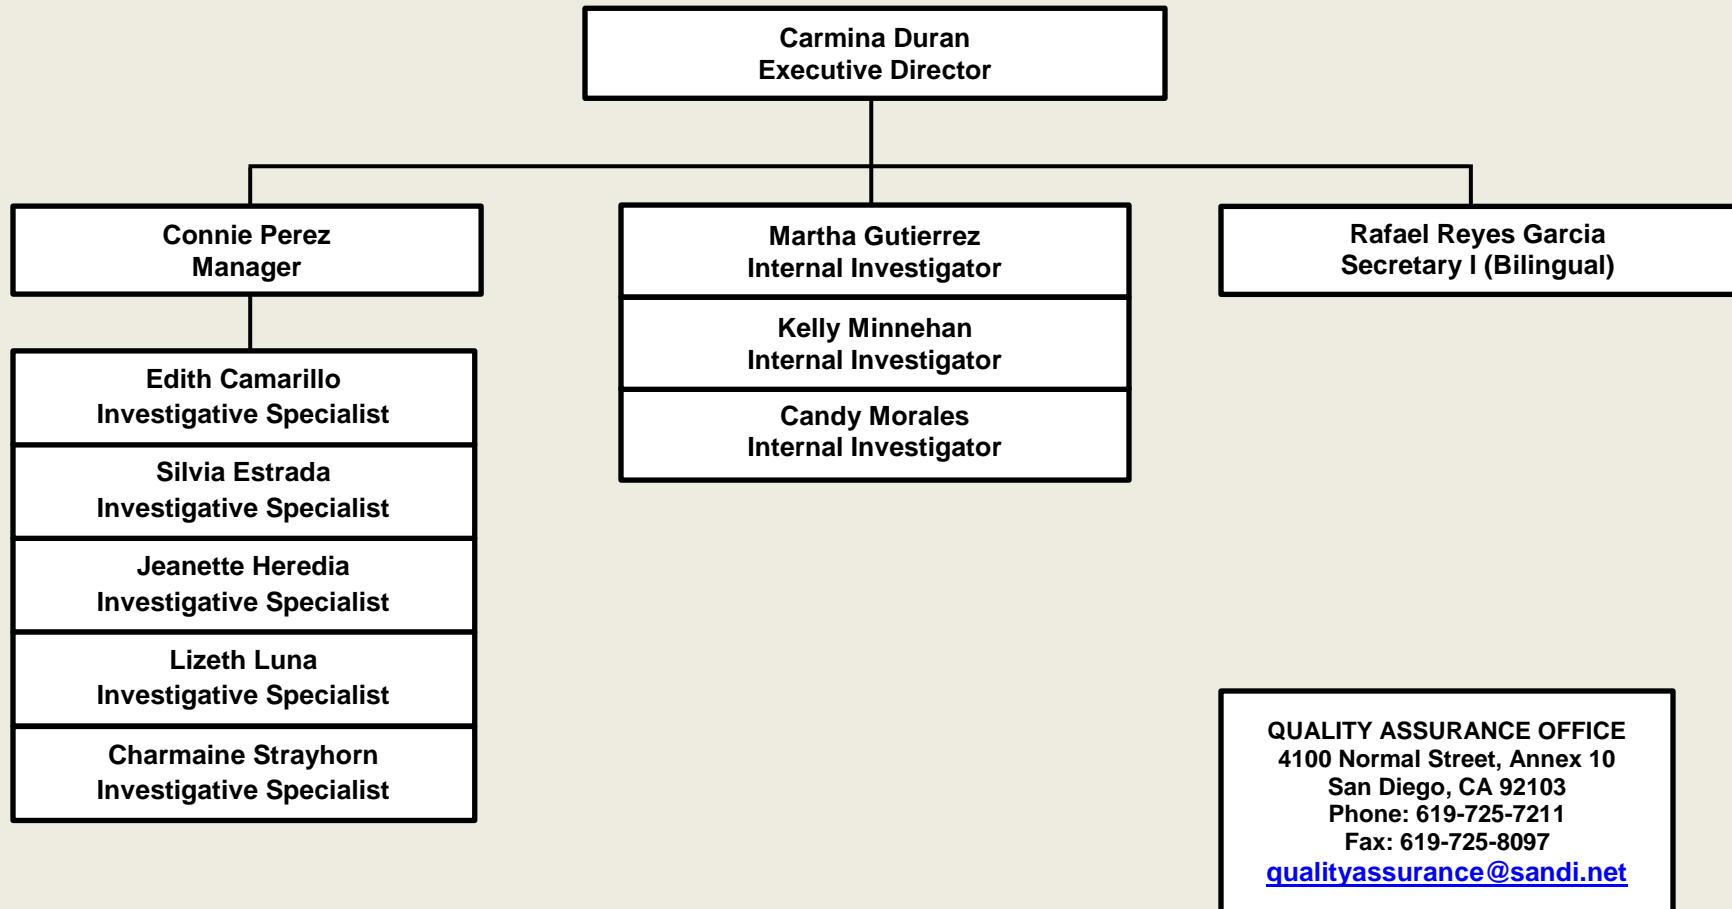 Carmina Duran
Executive Director
Connie Perez
Manager
Edith Camarillo
Investigative Specialist
Silvia Estrada
Investigative Specialist
Jeanette Heredia
Investigative Specialist
Lizeth Luna
Investigative Specialist
Charmaine Strayhorn
Investigative Specialist
Martha Gutierrez
Internal Investigator
Kelly Minnehan
Internal Investigator
Candy Morales
Internal Investigator
Rafael Reyes Garcia
Secretary I (Bilingual)
QUALITY ASSURANCE OFFICE
4100 Normal Street, Annex 10
San Diego, CA 92103
Phone: 619-725-7211
Fax: 619-725-8097
qualityassurance@sandi.net